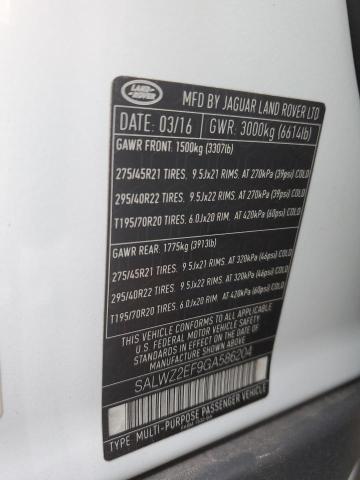 LAND-
ROVER
MFD BY JAGUAR LAND ROVER LTD
DATE: 03/16 GWR: 3000kg (6614lb)
GAWR FRONT: 1500kg (3307lb)
275/45R21 TIRES. 9.5Jx21 RIMS. AT 270kPa (39psi) COLD
295/40R22 TIRES. 9.5Jx22 RIMS. AT 270kPa (39psi) COLD
T195/70R20 TIRES. 6.0Jx20 RIM. AT 420kPa (60psi) COLD
GAWR REAR: 1775kg (3913lb)
275/45R21 TIRES. 9.5Jx21 RIMS. AT 320kPa (46psi) COLD
295/40R22 TIRES. 9.5Jx22 RIMS. AT 320kPa (46psi) COLD
T195/70R20 TIRES. 6.0Jx20 RIM. AT 420kPa (60psi) COLD
THIS VEHICLE CONFORMS TO ALL APPLICABLE
U.S. FEDERAL MOTOR VEHICLE SAFETY
AND THEFT PREVENTION STANDARDS IN EFFECT
ON THE DATE OF MANUFACTURE SHOWN ABOVE.
SALWZ2EF9GA586204
TYPE: MULTI-PURPOSE PASSENGER VEHICLE